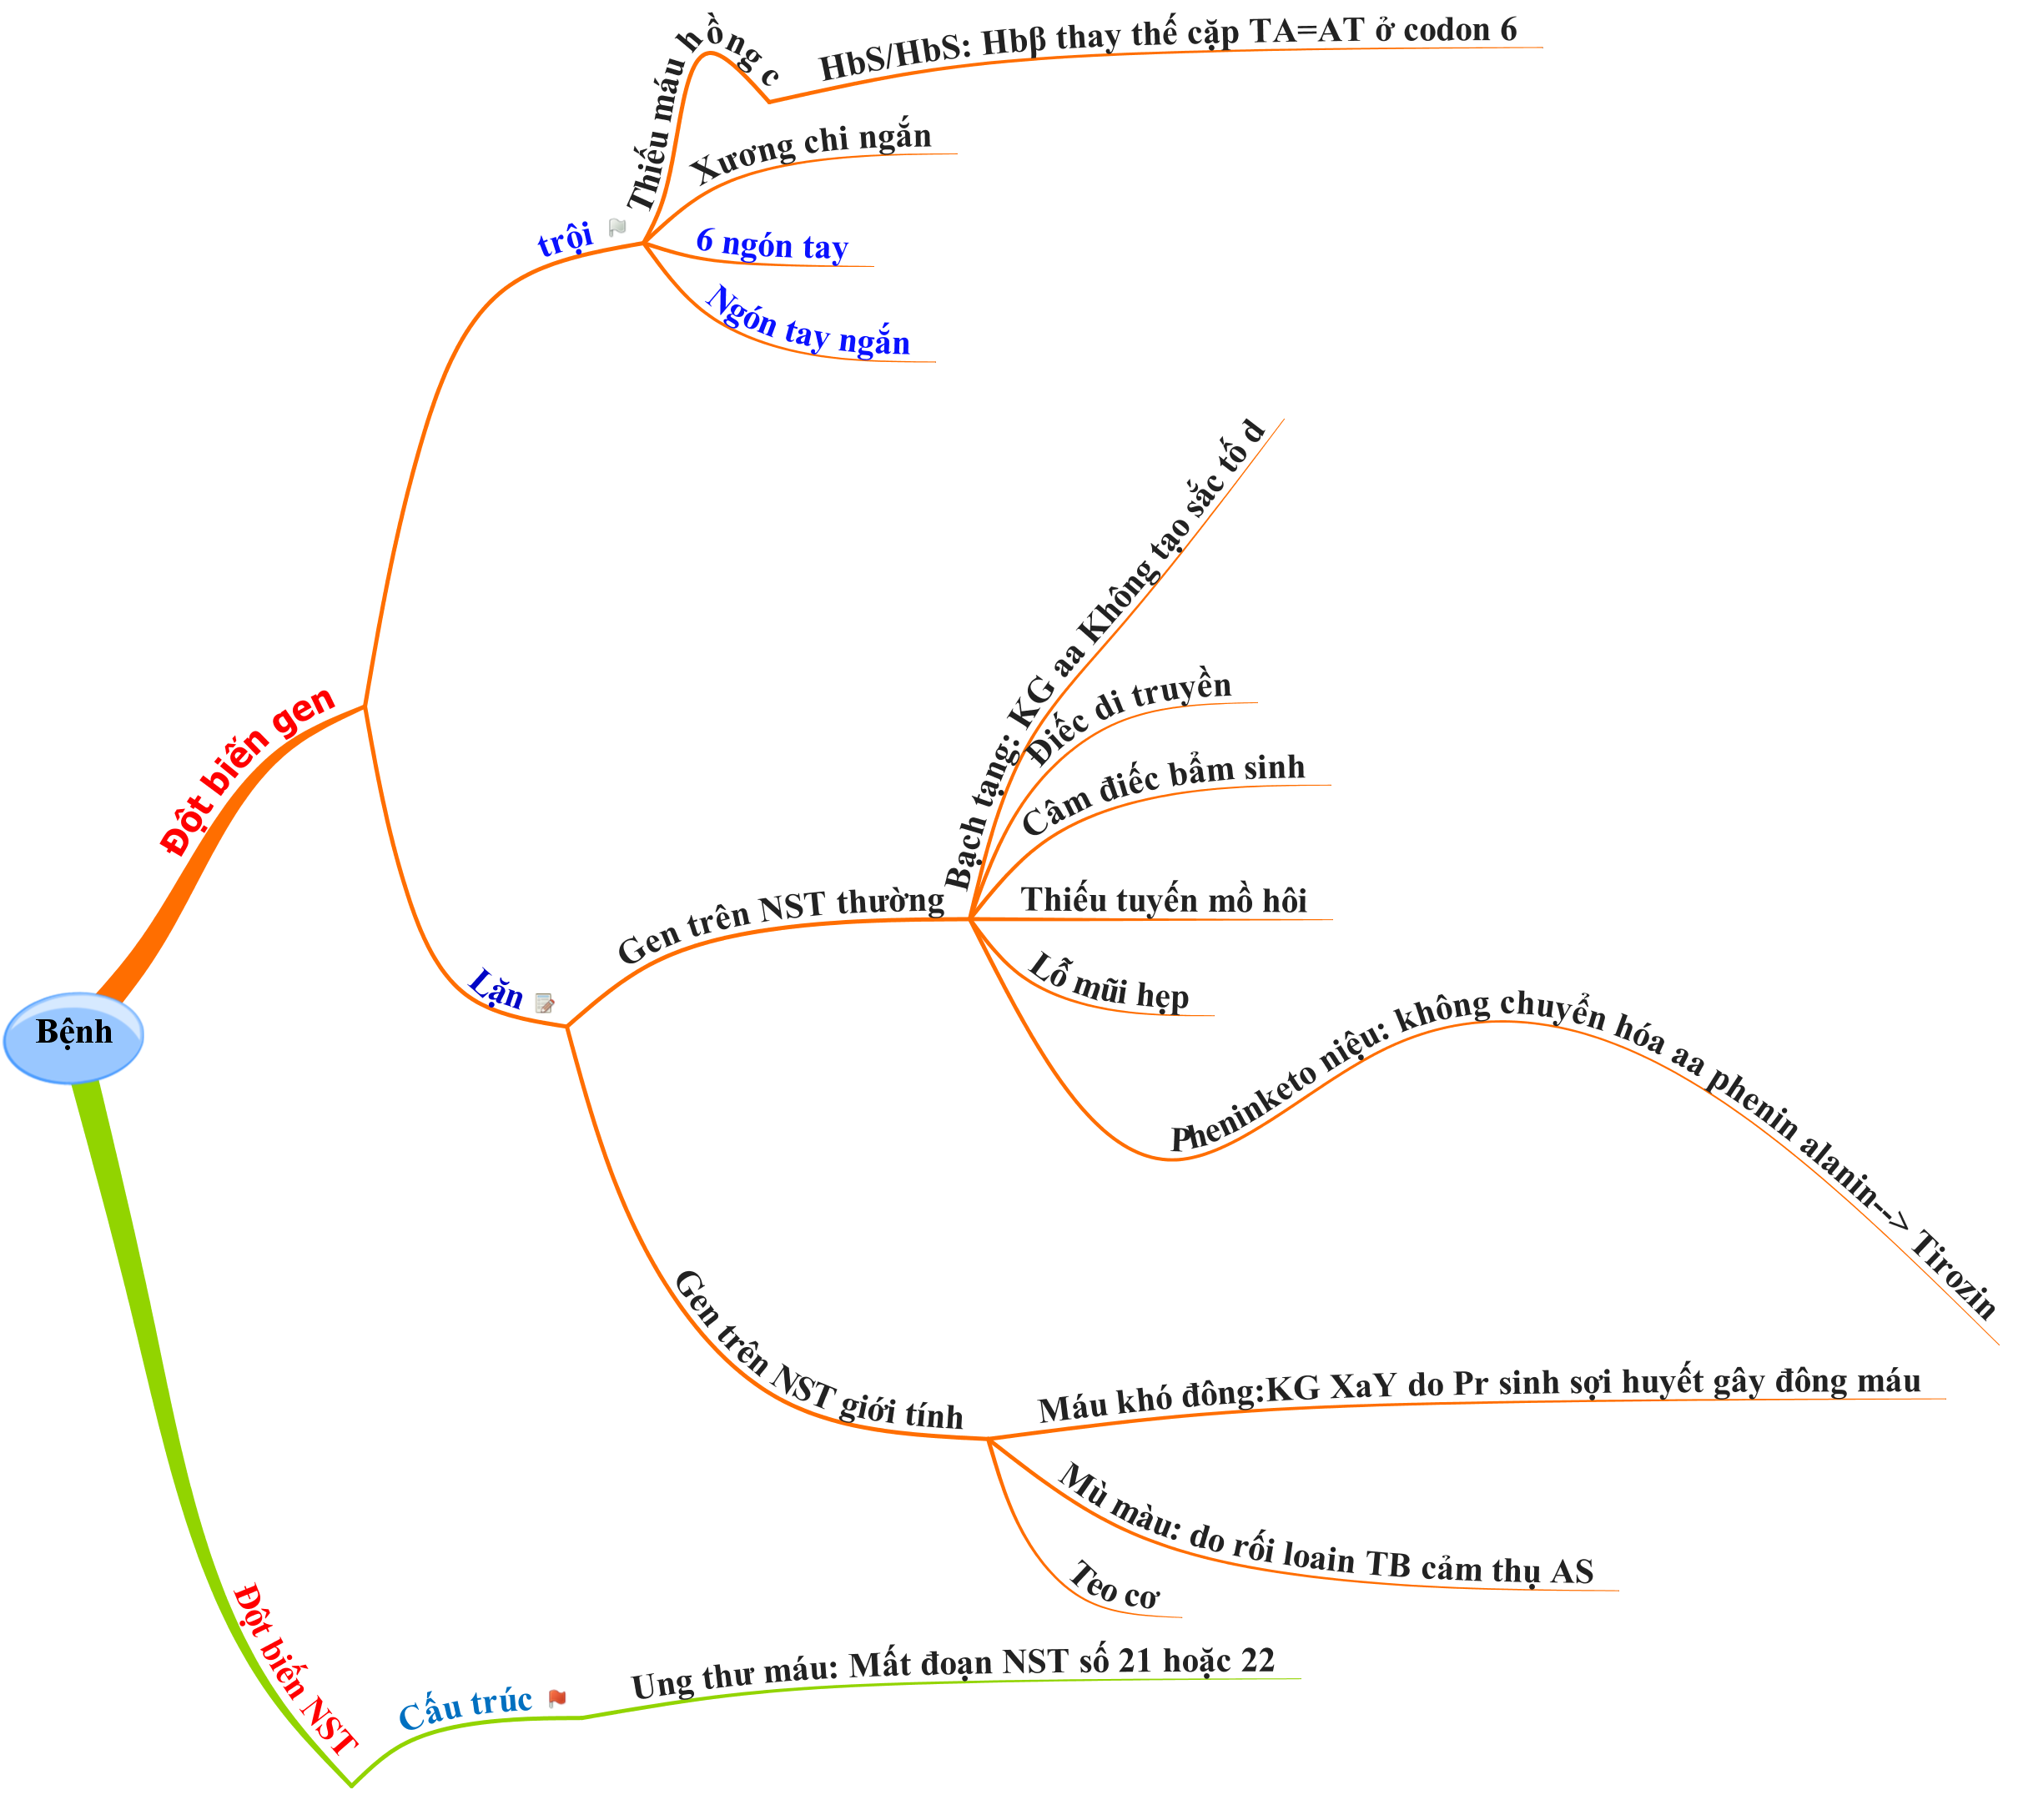 Bệnh
Đột biến gen
trội
Thiếu máu hồng c
HbS/HbS: Hbβ thay thế cặp TA=AT ở codon 6
Xương chi ngắn
6 ngón tay
Ngón tay ngắn
Lặn
Gen trên NST thường
Bạch tạng: KG aa Không tạo sắc tố d
Điếc di truyền
Câm điếc bẩm sinh
Thiếu tuyến mồ hôi
Lỗ mũi hẹp
Pheninketo niệu: không chuyển hóa aa phenin alanin--> Tirozin
Gen trên NST giới tính
Máu khó đông:KG XaY do Pr sinh sợi huyết gây đông máu
Mù màu: do rối loain TB cảm thụ AS
Teo cơ
Đột biến NST
Cấu trúc
Ung thư máu: Mất đoạn NST số 21 hoặc 22